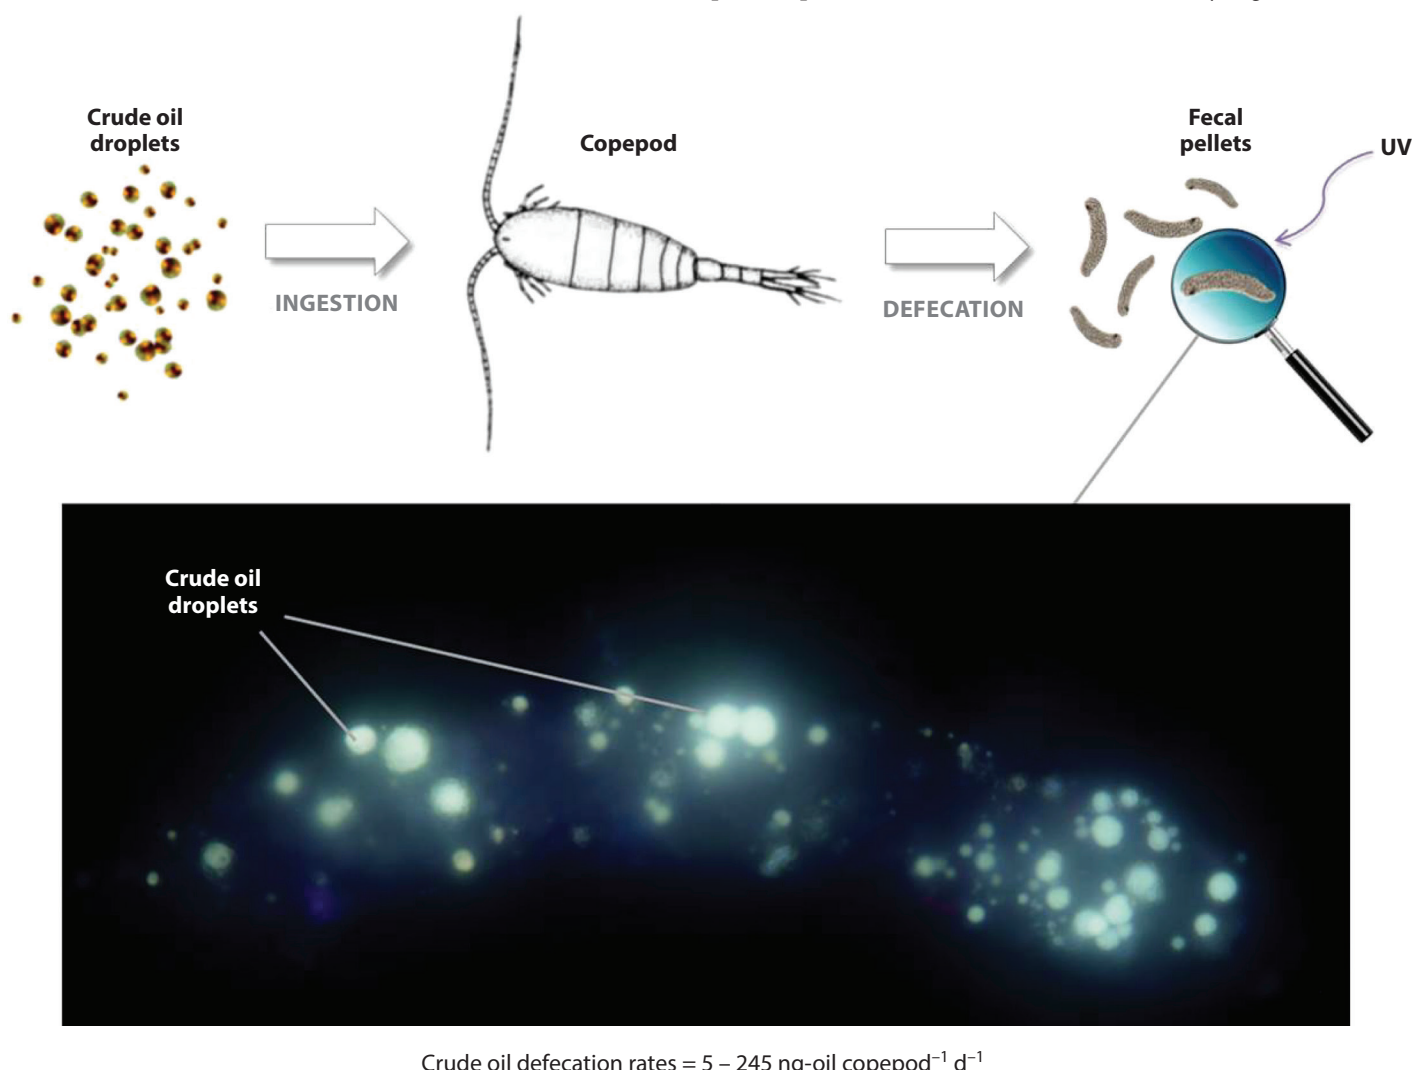 Crude oil
droplets
Copepod
Fecal
pellets
UV
INGESTION
DEFECATION
Crude oil
droplets
Crude oil defecation rates = 5 – 245 ng-oil copepod⁻¹ d⁻¹